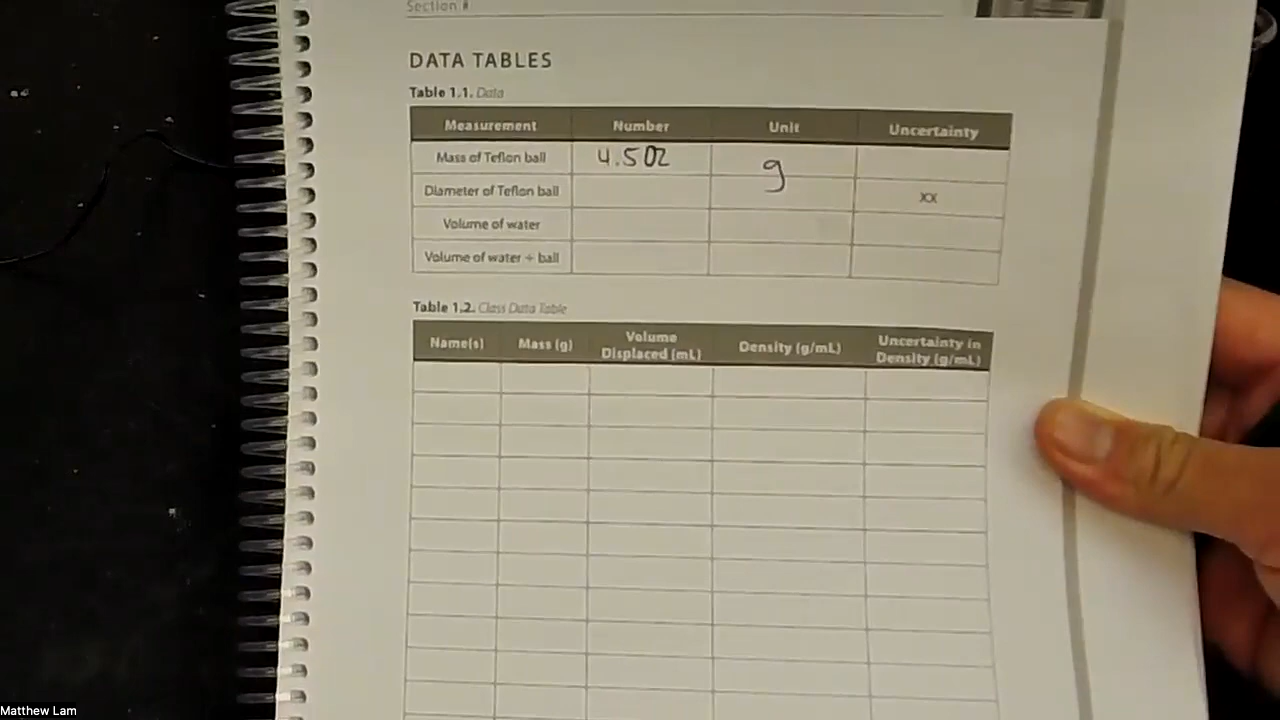 Section #
DATA TABLES
Table 1.1. Data
Measurement Number Unit Uncertainty
Mass of Teflon ball 4.502 g
Diameter of Teflon ball XX
Volume of water
Volume of water + ball
Table 1.2. Class Data Table
Name(s) Mass (g) Volume Displaced (mL) Density (g/mL) Uncertainty in Density (g/mL)
Matthew Lam